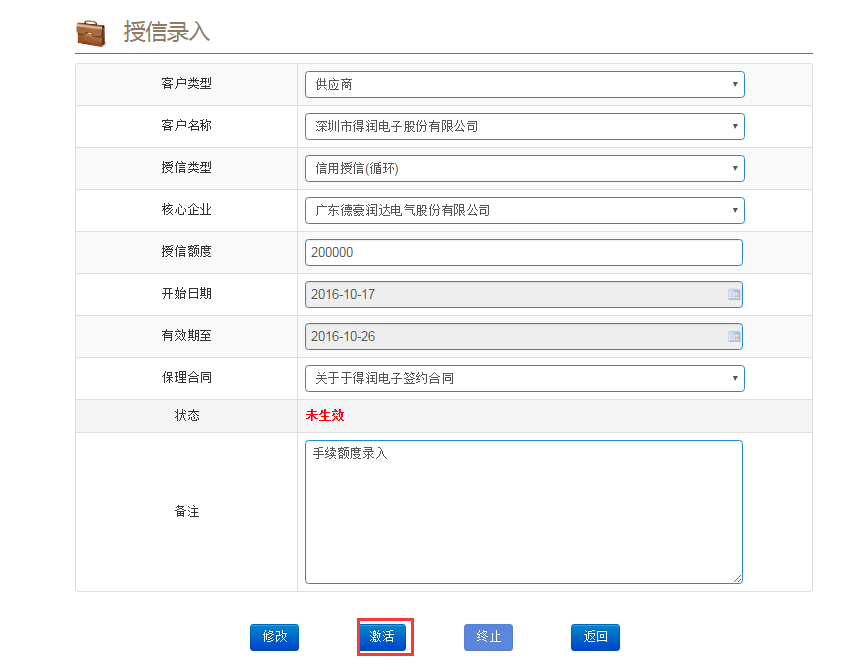 授信录入
客户类型 供应商
客户名称 深圳市得润电子股份有限公司
授信类型 信用授信(循环)
核心企业 广东德豪润达电气股份有限公司
授信额度 200000
开始日期 2016-10-17
有效期至 2016-10-26
保理合同 关于于得润电子签约合同
状态 未生效
备注 手续额度录入
修改 激活 终止 返回